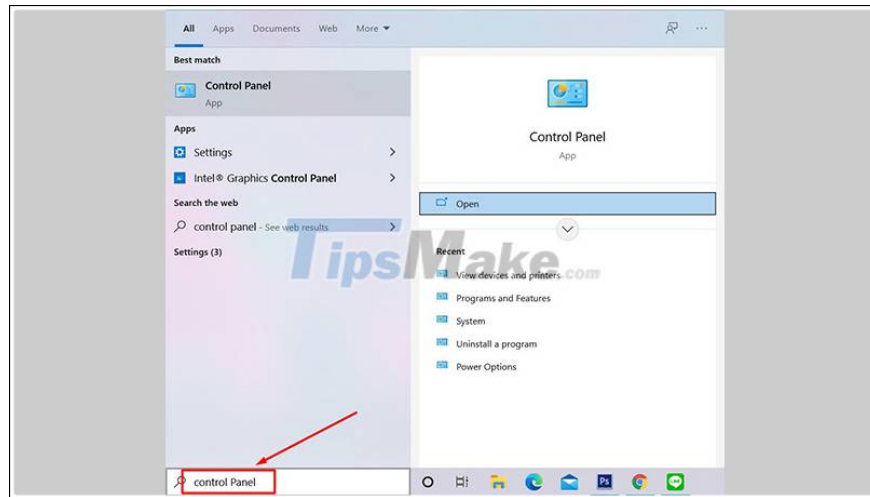 All Apps Documents Web More
Best match
Control Panel
App
Apps
Settings
Intel® Graphics Control Panel
Search the web
control panel - See web results
Settings (3)
Control Panel
App
Open
Recent
View devices and printers
Programs and Features
System
Uninstall a program
Power Options
TipsMake.com
control Panel
Ps
LINE